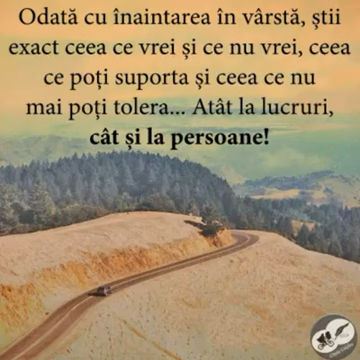 Odată cu înaintarea în vârstă, știi
exact ceea ce vrei și ce nu vrei, ceea
ce poți suporta și ceea ce nu
mai poți tolera... Atât la lucruri,
cât și la persoane!